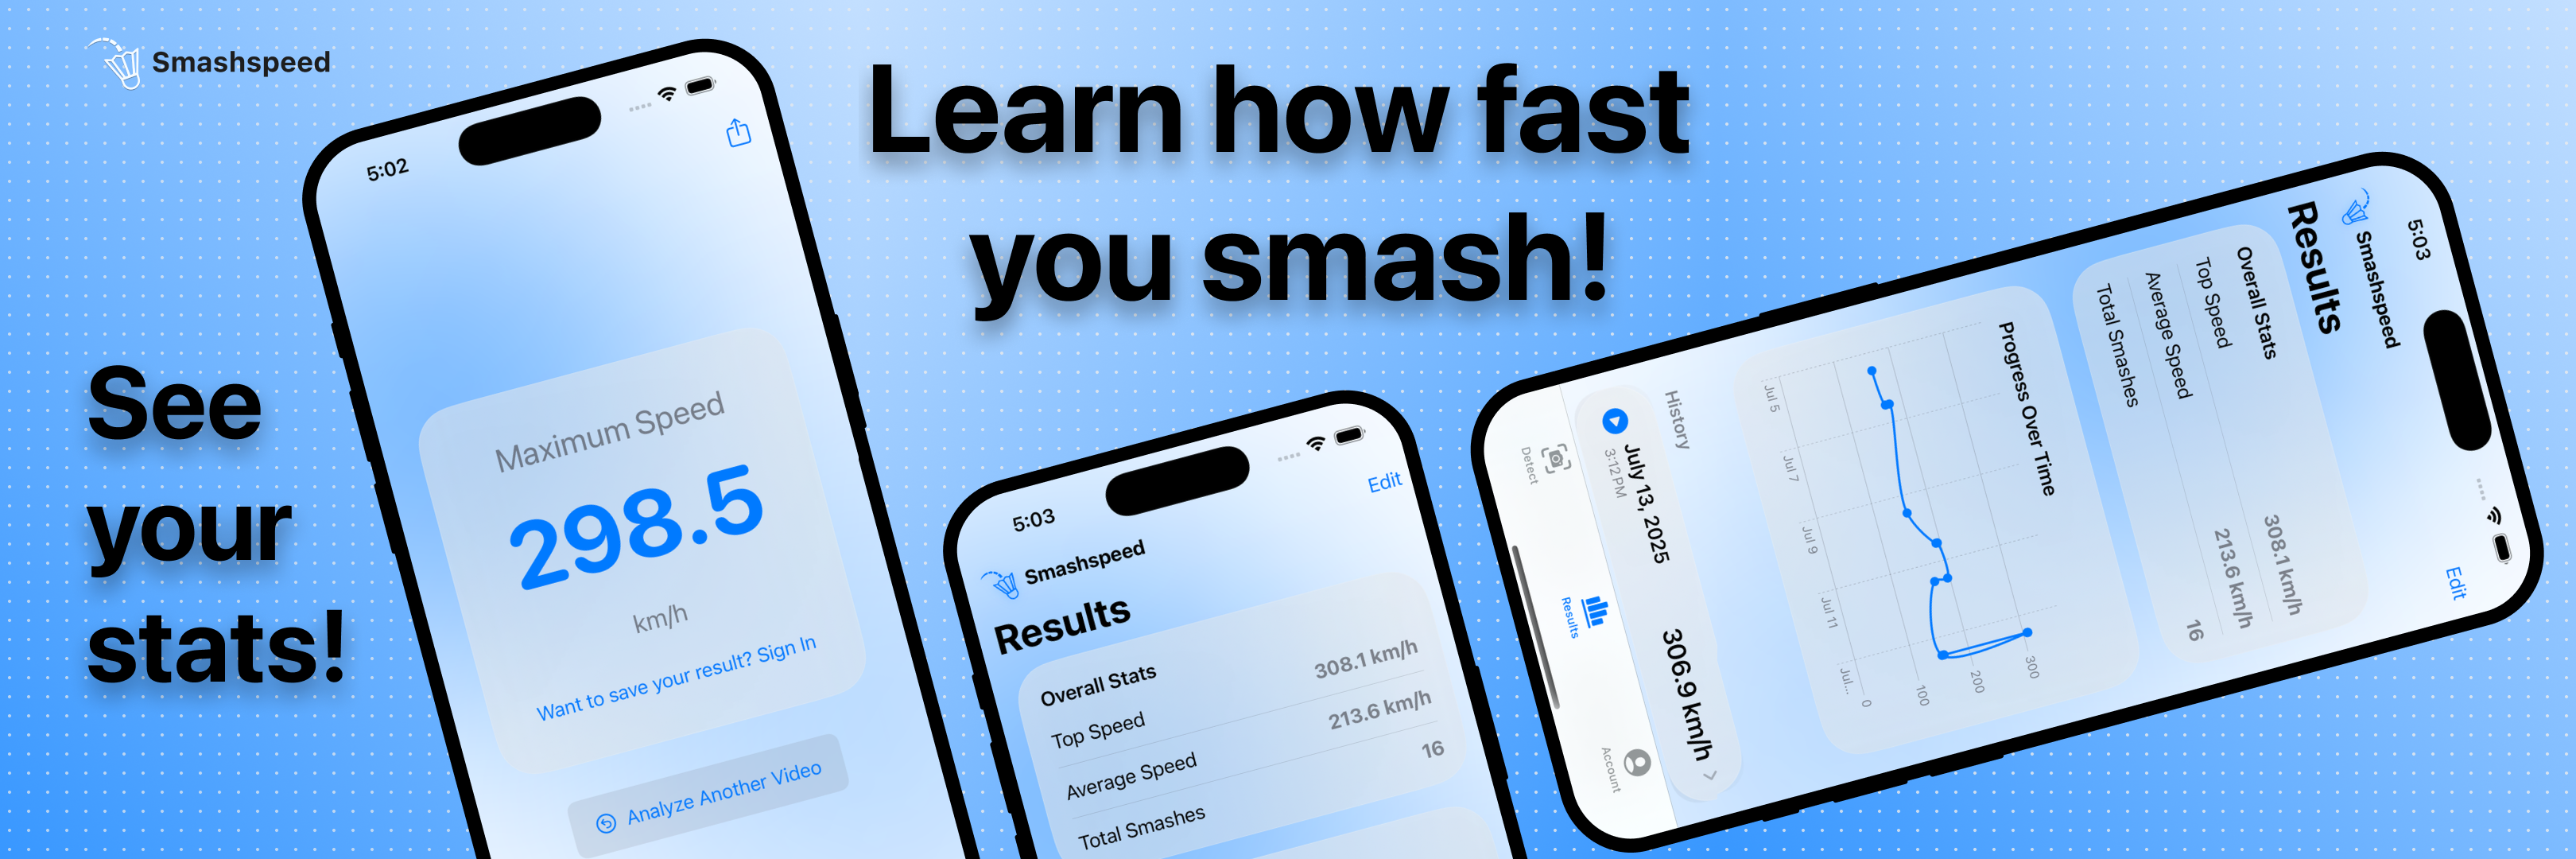 Smashspeed
See
your
stats!
5:02
Maximum Speed
298.5
km/h
Want to save your result? Sign In
Analyze Another Video
Learn how fast
you smash!
5:03
Edit
Smashspeed
Results
Overall Stats
Top Speed 308.1 km/h
Average Speed 213.6 km/h
Total Smashes 16
5:03
Edit
Smashspeed
Results
Overall Stats
Top Speed 308.1 km/h
Average Speed 213.6 km/h
Total Smashes 16
Progress Over Time
300
200
100
0
Jul 5 Jul 7 Jul 9 Jul 11 Jul...
History
July 13, 2025 306.9 km/h
3:12 PM
Detect Results Account